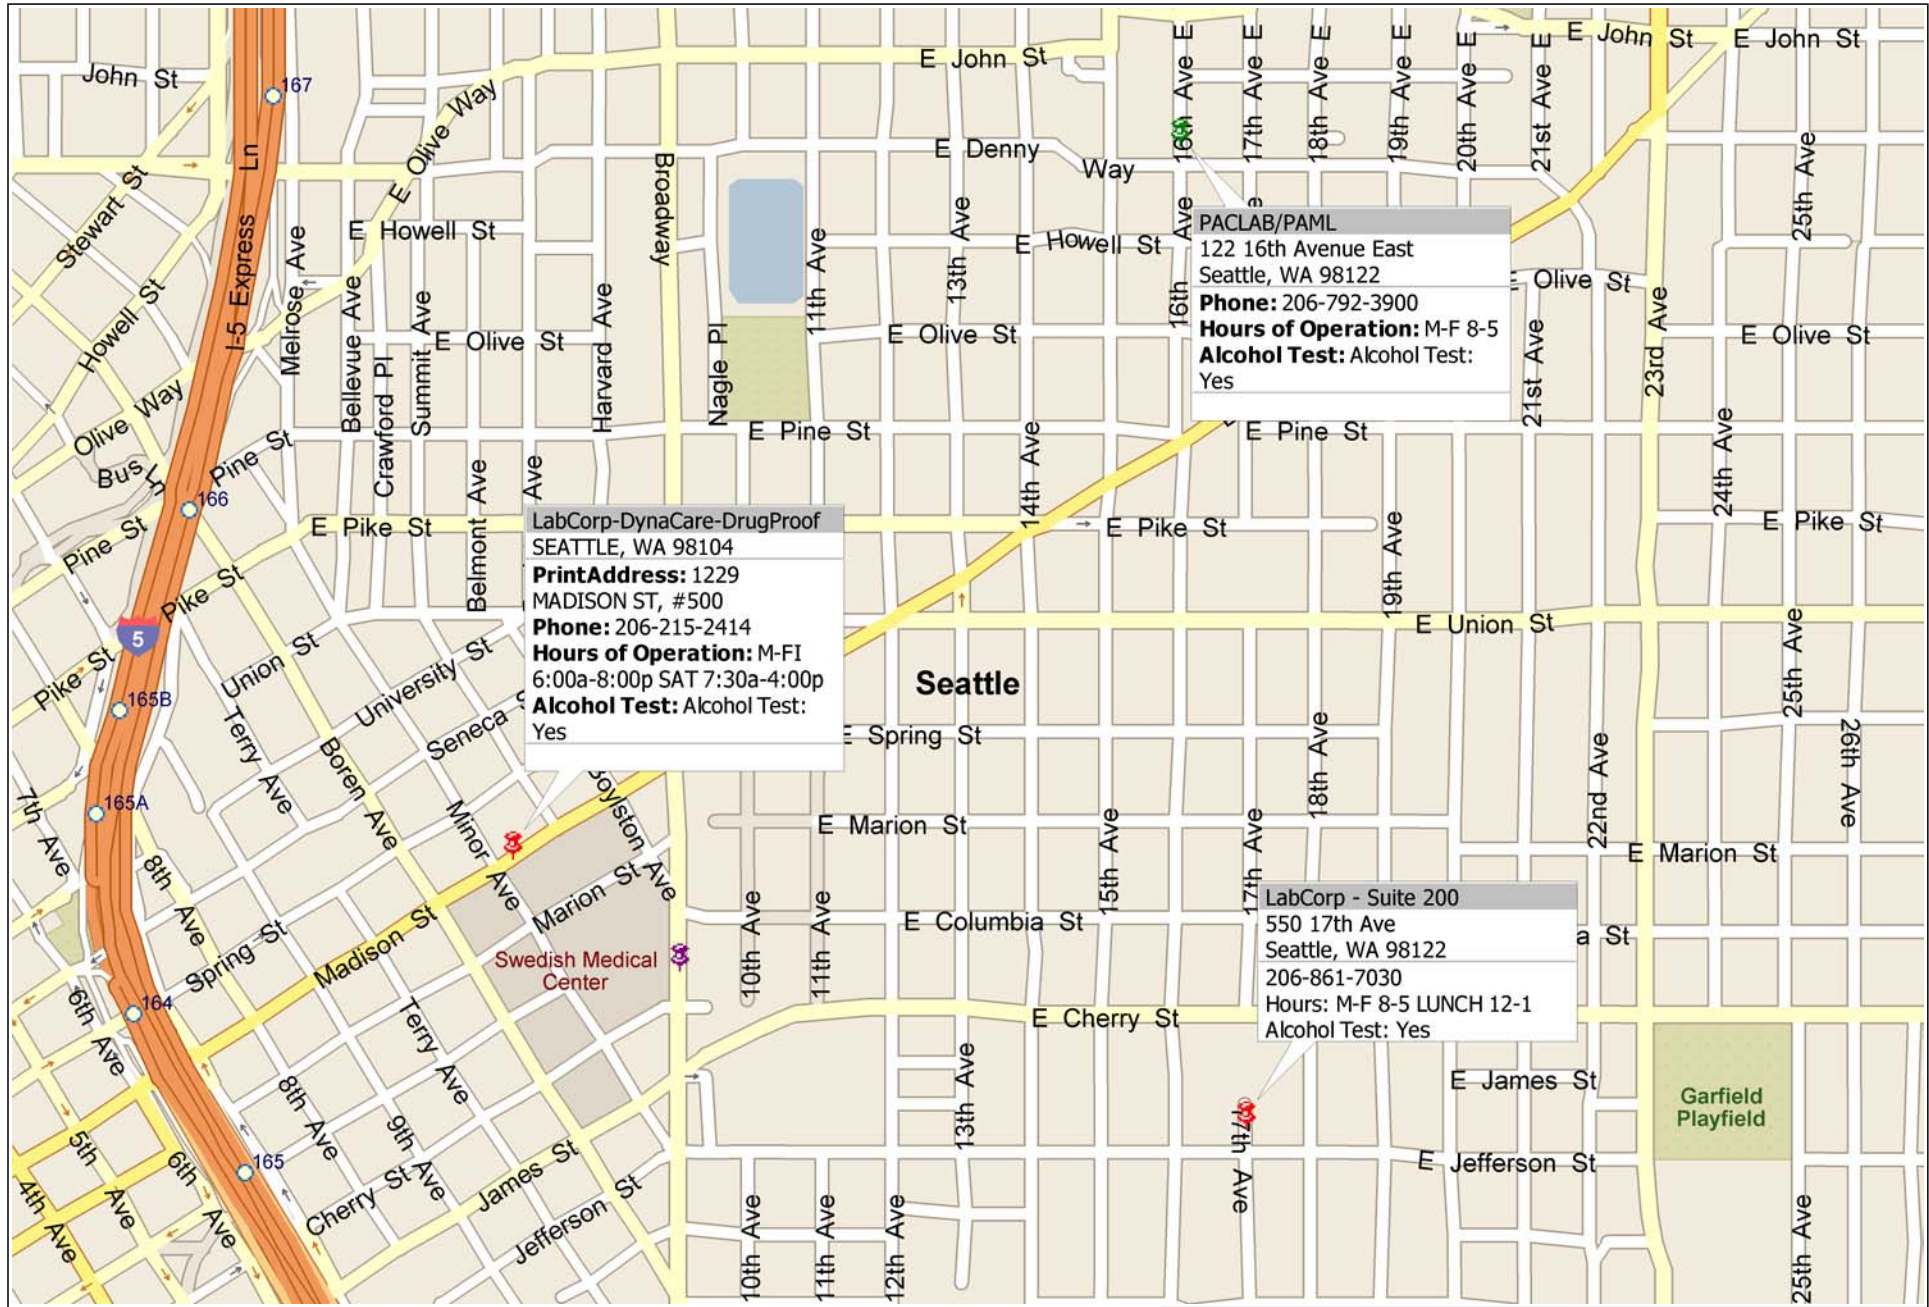 John St
167
E John St
E John St
E John St
E Olive Way
Ln
I-5 Express
Stewart St
Howell St
Olive Way
Bus Ln
Melrose Ave
E Howell St
Bellevue Ave
Crawford Pl
Summit Ave
E Olive St
Harvard Ave
Broadway
Nagle Pl
E Denny Way
11th Ave
13th Ave
E Howell St
E Olive St
16th Ave E
17th Ave E
18th Ave E
19th Ave E
20th Ave E
21st Ave E
16th Ave
PACLAB/PAML
122 16th Avenue East
Seattle, WA 98122
Phone: 206-792-3900
Hours of Operation: M-F 8-5
Alcohol Test: Alcohol Test:
Yes
E Olive St
21st Ave
23rd Ave
25th Ave
E Olive St
E Pine St
E Pine St
Pine St
166
Pine St
E Pike St
Belmont Ave
Ave
14th Ave
E Pike St
24th Ave
E Pike St
19th Ave
LabCorp-DynaCare-DrugProof
SEATTLE, WA 98104
PrintAddress: 1229
MADISON ST, #500
Phone: 206-215-2414
Hours of Operation: M-FI
6:00a-8:00p SAT 7:30a-4:00p
Alcohol Test: Alcohol Test:
Yes
Pike St
5
Pike St
165B
Union St
University St
Seneca S
E Union St
Seattle
25th Ave
E Spring St
Terry Ave
Boren Ave
Minor Ave
Boylston Ave
7th Ave
165A
8th Ave
E Marion St
15th Ave
17th Ave
18th Ave
22nd Ave
26th Ave
E Marion St
Marion St
Madison St
Spring St
Swedish Medical
Center
10th Ave
11th Ave
E Columbia St
LabCorp - Suite 200
550 17th Ave
Seattle, WA 98122
206-861-7030
Hours: M-F 8-5 LUNCH 12-1
Alcohol Test: Yes
a St
164
6th Ave
Terry Ave
E Cherry St
13th Ave
17th Ave
E James St
Garfield
Playfield
8th Ave
9th Ave
5th Ave
6th Ave
4th Ave
165
Cherry St
James St
Jefferson St
E Jefferson St
10th Ave
11th Ave
12th Ave
25th Ave